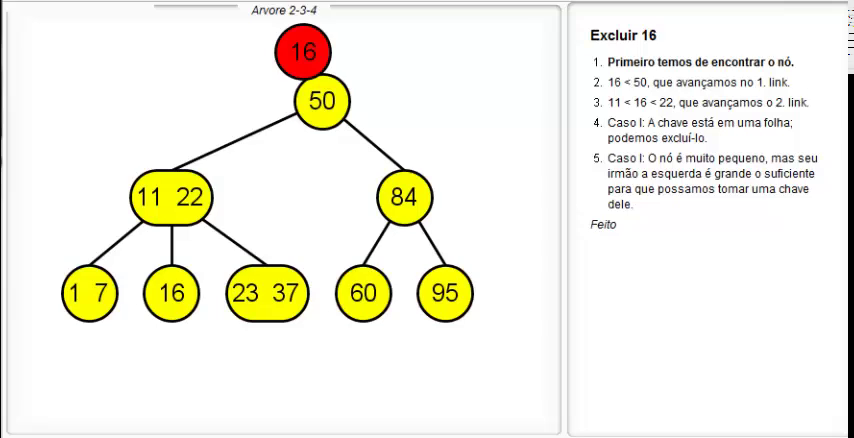 Arvore 2-3-4
16
50
11 22
84
1 7
16
23 37
60
95
Excluir 16
1. Primeiro temos de encontrar o nó.
2. 16 < 50, que avançamos no 1. link.
3. 11 < 16 < 22, que avançamos o 2. link.
4. Caso I: A chave está em uma folha;
podemos excluí-lo.
5. Caso I: O nó é muito pequeno, mas seu
irmão a esquerda é grande o suficiente
para que possamos tomar uma chave
dele.
Feito